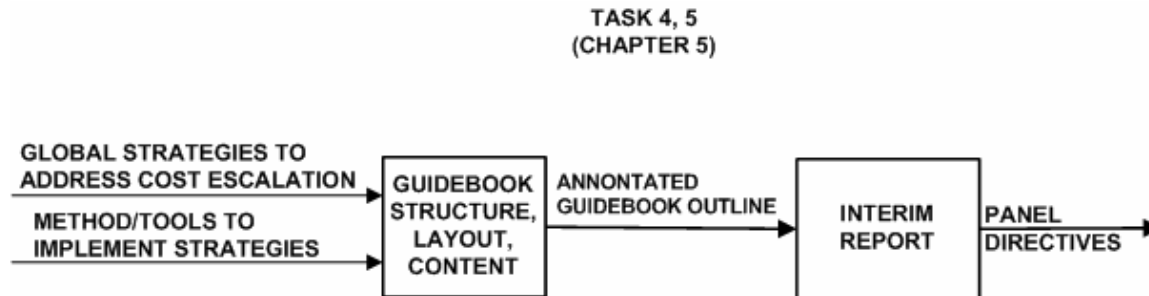 TASK 4, 5
(CHAPTER 5)
GLOBAL STRATEGIES TO
ADDRESS COST ESCALATION
METHOD/TOOLS TO
IMPLEMENT STRATEGIES
GUIDEBOOK
STRUCTURE,
LAYOUT,
CONTENT
ANNONTATED
GUIDEBOOK OUTLINE
INTERIM
REPORT
PANEL
DIRECTIVES